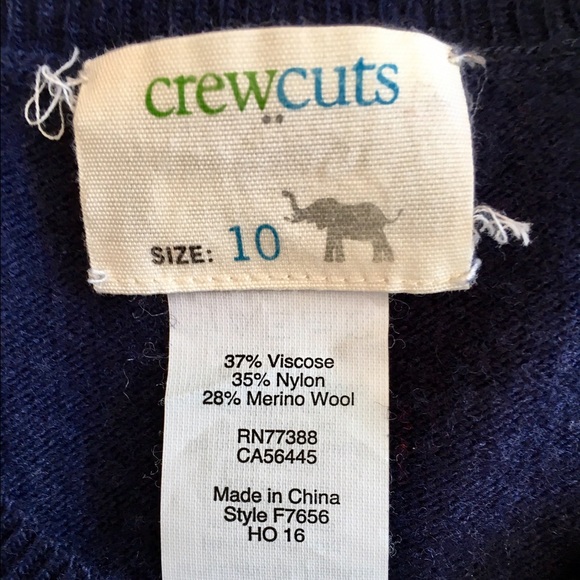 crewcuts
SIZE: 10
37% Viscose
35% Nylon
28% Merino Wool
RN77388
CA56445
Made in China
Style F7656
HO 16